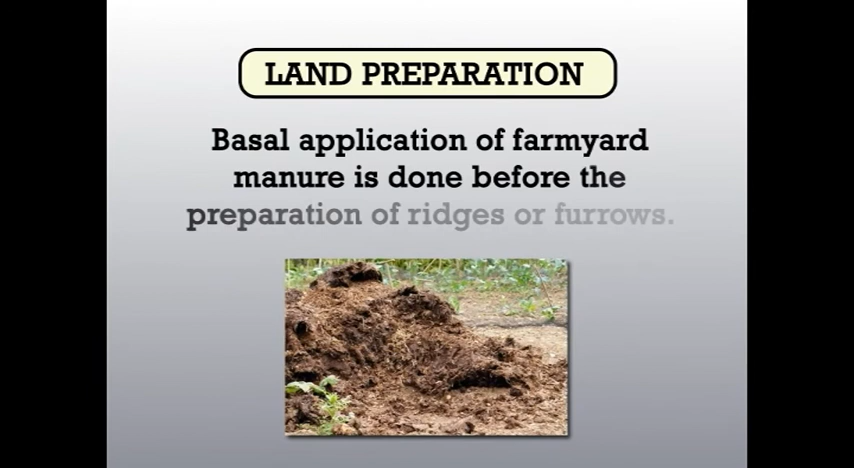 LAND PREPARATION
Basal application of farmyard
manure is done before the
preparation of ridges or furrows.